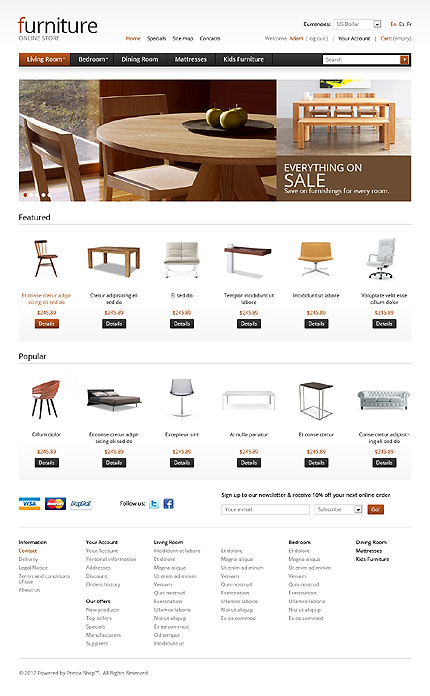 furniture
ONLINE STORE
Currencies: US Dollar En Es Fr
Home Specials Site map Contacts
Welcome Adam [ log out ] | Your Account | Cart: (empty)
Living Room Bedroom Dining Room Mattresses Kids Furniture Search
EVERYTHING ON
SALE
Save on furnishings for every room.
Featured
Et conse ctetur adipisicing eli sed do
Ctetur adipisicing eli sed do
Ei sed do
Tempor incididunt ut labore
Incididunt ut labore
Voluptate velit esse cillum dolor
$245.89 $245.89 $245.89 $245.89 $245.89 $245.89
Details Details Details Details Details Details
Popular
Cillum dolor
Et conse ctetur adipisicing eli sed do
Excepteur sint
At nulla pariatur
Et conse ctetur
Conse ctetur adipisicing eli sed do
$245.89 $245.89 $245.89 $245.89 $245.89 $245.89
Details Details Details Details Details Details
VISA MasterCard PayPal
Follow us:
Sign up to our newsletter & receive 10% off your next online order
Your e-mail Subscribe Go!
Information
Contact
Delivery
Legal Notice
Terms and conditions
of use
About us
Your Account
Your Account
Personal information
Addresses
Discount
Orders history
Our offers
New products
Top sellers
Specials
Manufacturers
Suppliers
Living Room
Incididunt ut labore
Et dolore
Magna aliqua
Ut enim ad minim
Veniam
Quis nostrud
Exercitation
Ullamco laboris
Nisi ut aliquip
Ex ea commod
Od tempor
Incididunt ut
Et dolore
Magna aliqua
Ut enim ad minim
Veniam
Quis nostrud
Exercitation
Ullamco laboris
Nisi ut aliquip
Ex ea commod
Bedroom
Et dolore
Magna aliqua
Ut enim ad minim
Veniam
Quis nostrud
Exercitation
Ullamco laboris
Nisi ut aliquip
Ex ea commod
Dining Room
Mattresses
Kids Furniture
© 2012 Powered by Presta Shop™. All Rights Reserved